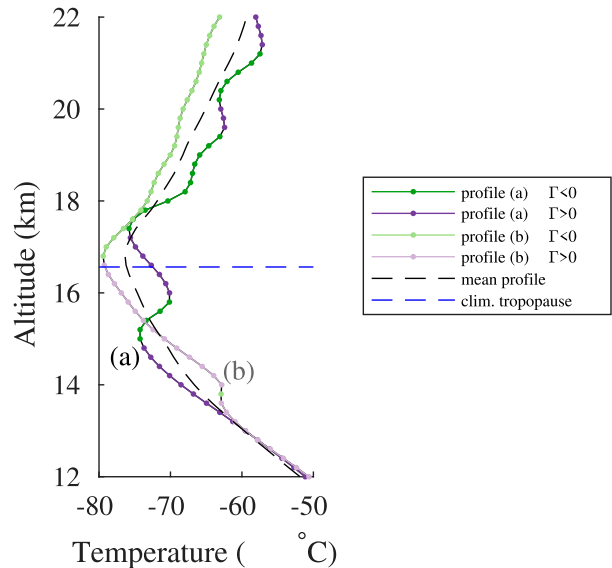 22
20
18
16
14
12
Altitude (km)
(a)
(b)
-80 -70 -60 -50
Temperature ( °C)
profile (a) Γ<0
profile (a) Γ>0
profile (b) Γ<0
profile (b) Γ>0
mean profile
clim. tropopause